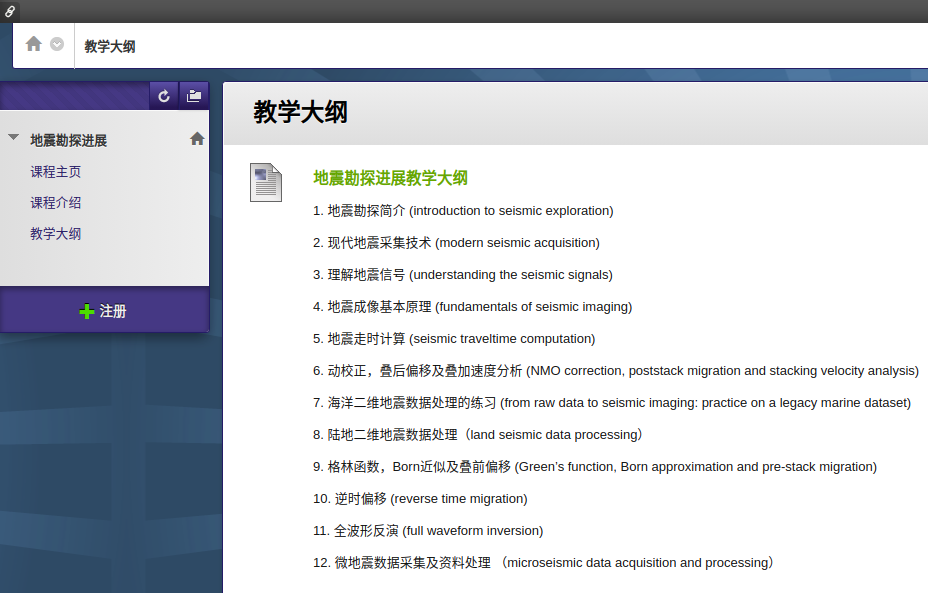 教学大纲
地震勘探进展
课程主页
课程介绍
教学大纲
注册
教学大纲
地震勘探进展教学大纲
1. 地震勘探简介 (introduction to seismic exploration)
2. 现代地震采集技术 (modern seismic acquisition)
3. 理解地震信号 (understanding the seismic signals)
4. 地震成像基本原理 (fundamentals of seismic imaging)
5. 地震走时计算 (seismic traveltime computation)
6. 动校正，叠后偏移及叠加速度分析 (NMO correction, poststack migration and stacking velocity analysis)
7. 海洋二维地震数据处理的练习 (from raw data to seismic imaging: practice on a legacy marine dataset)
8. 陆地二维地震数据处理（land seismic data processing）
9. 格林函数，Born近似及叠前偏移 (Green’s function, Born approximation and pre-stack migration)
10. 逆时偏移 (reverse time migration)
11. 全波形反演 (full waveform inversion)
12. 微地震数据采集及资料处理 （microseismic data acquisition and processing）